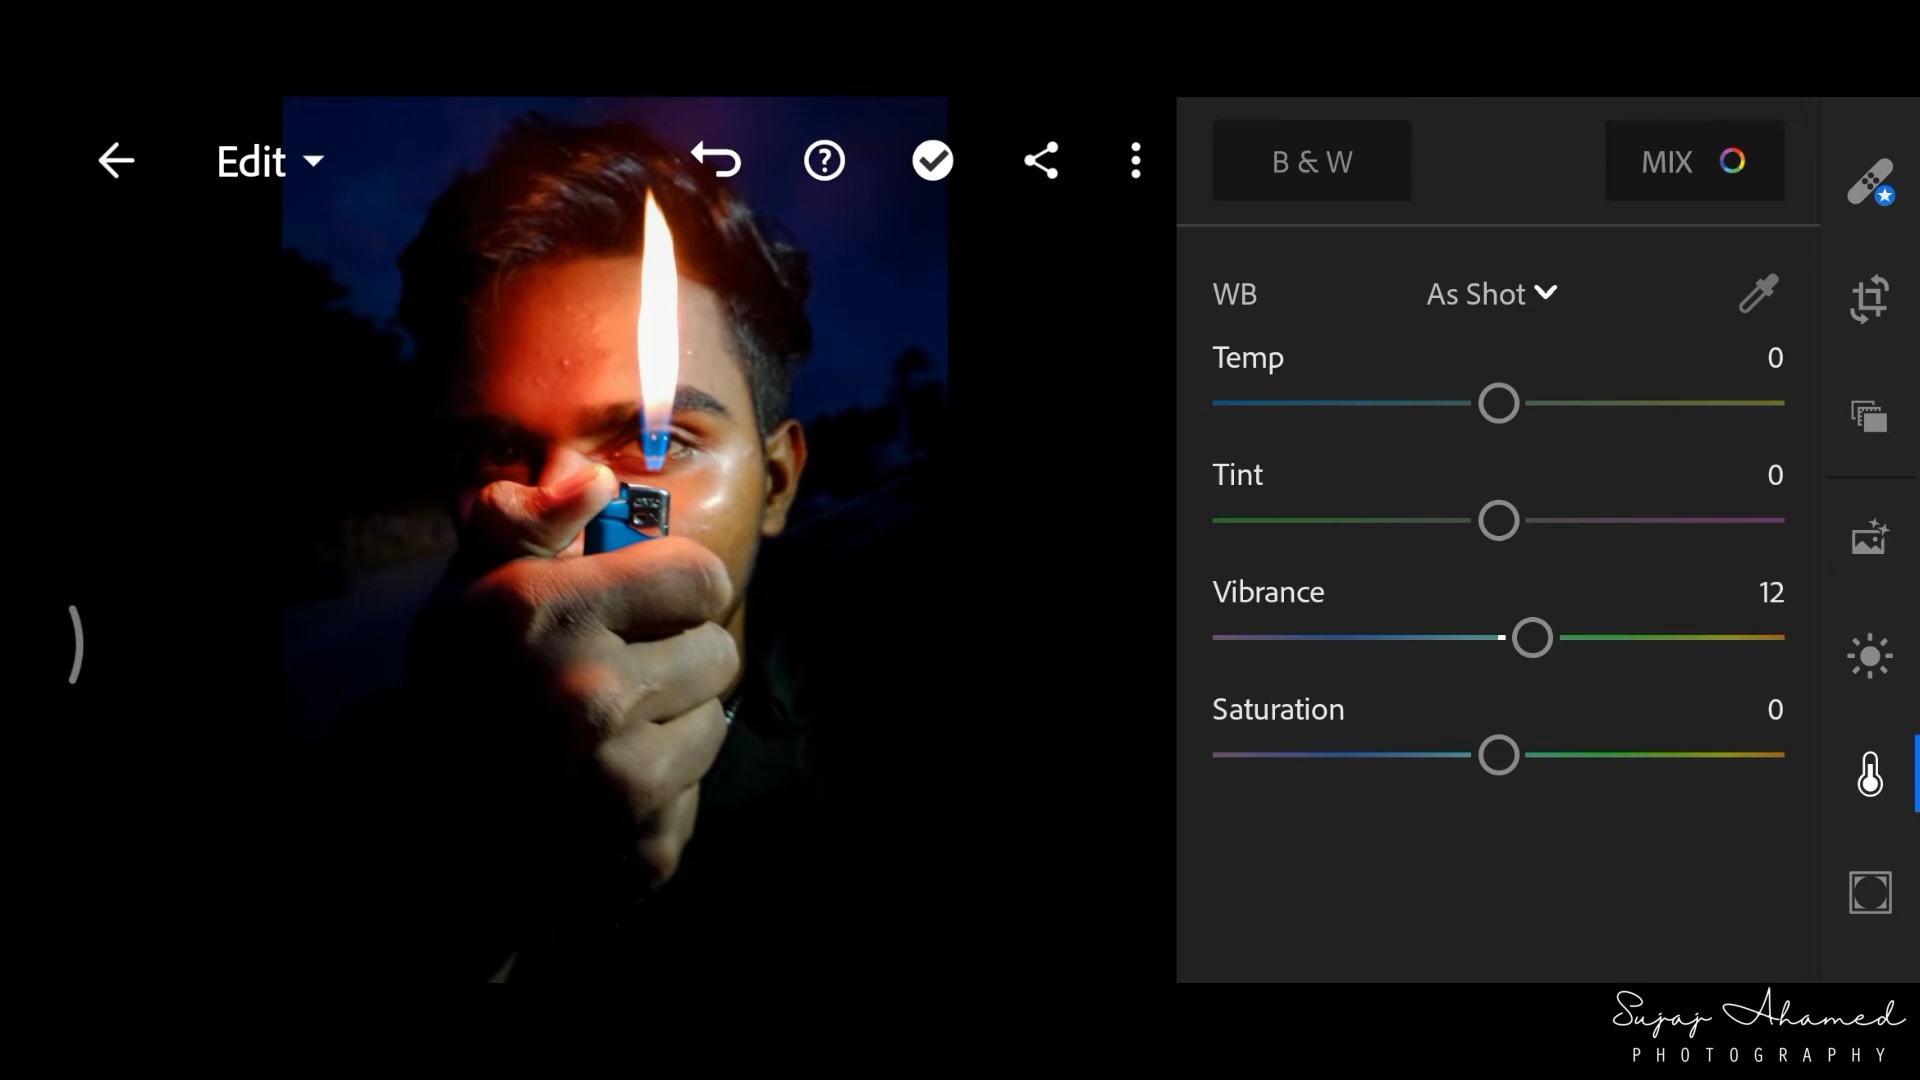 Edit
B & W
MIX
WB
As Shot
Temp
0
Tint
0
Vibrance
12
Saturation
0
Sujaj Ahamed
PHOTOGRAPHY